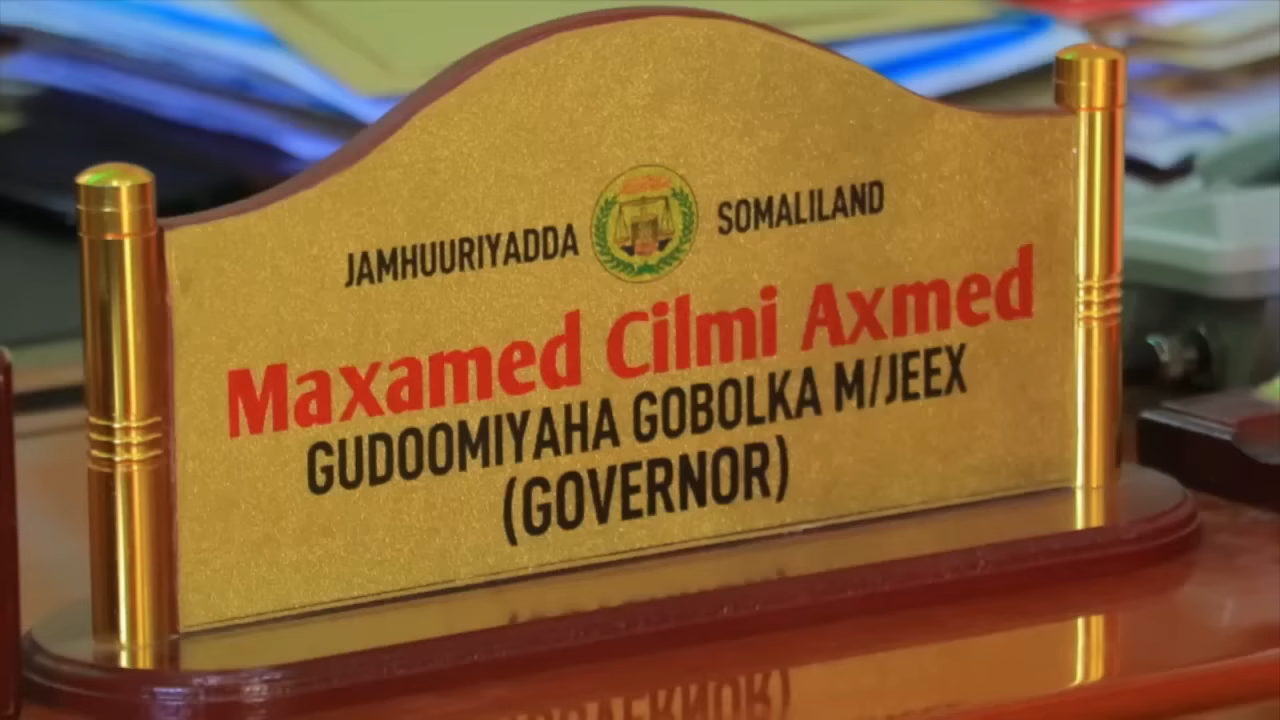 JAMHUURIYADDA SOMALILAND
Maxamed Cilmi Axmed
GUDOOMIYAHA GOBOLKA M/JEEX
(GOVERNOR)